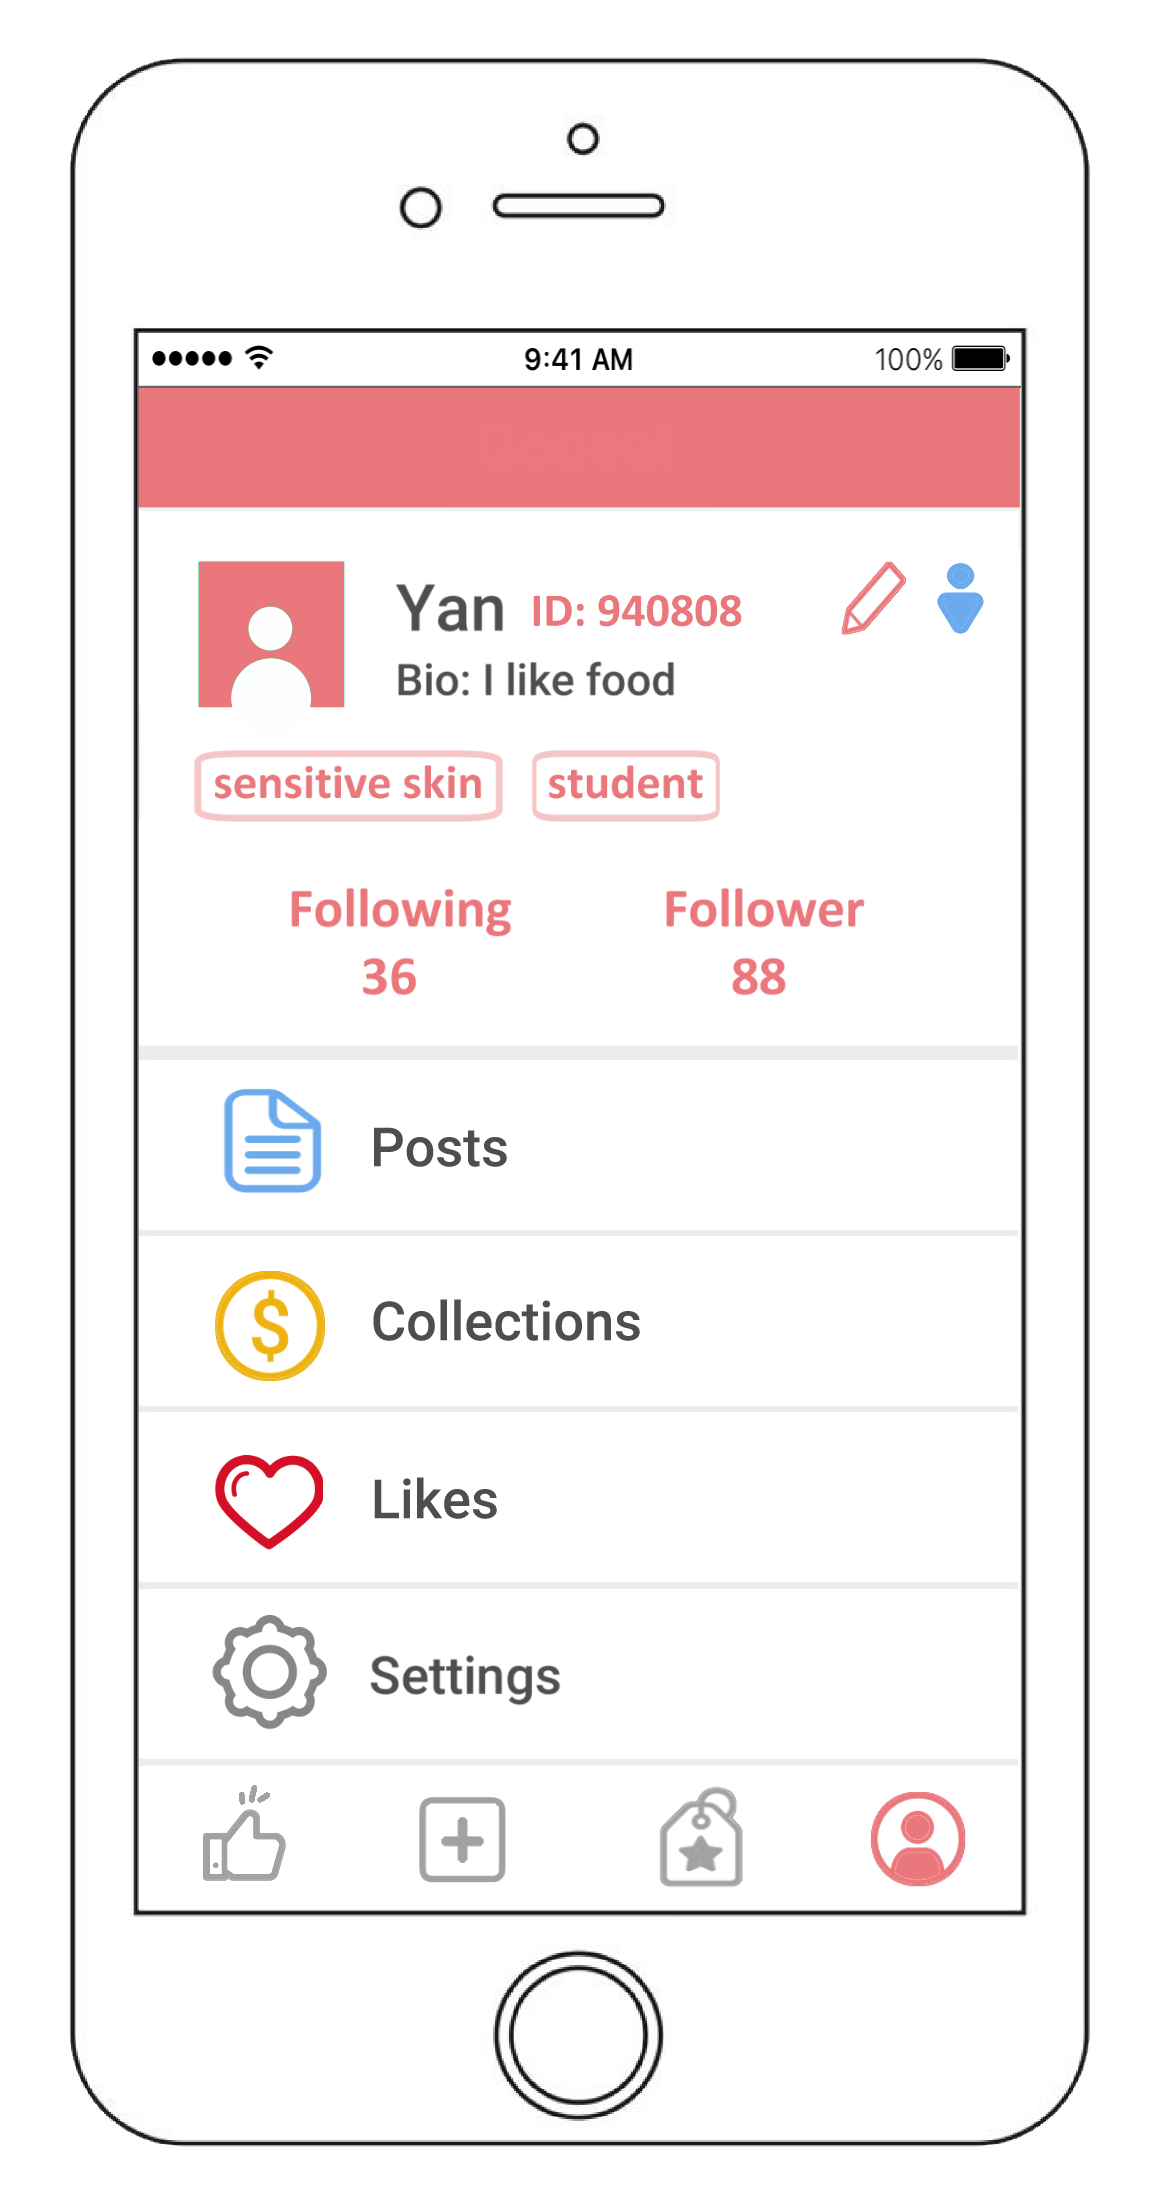 9:41 AM 100%
Yan ID: 940808
Bio: I like food
sensitive skin student
Following Follower
36 88
Posts
$
Collections
Likes
Settings